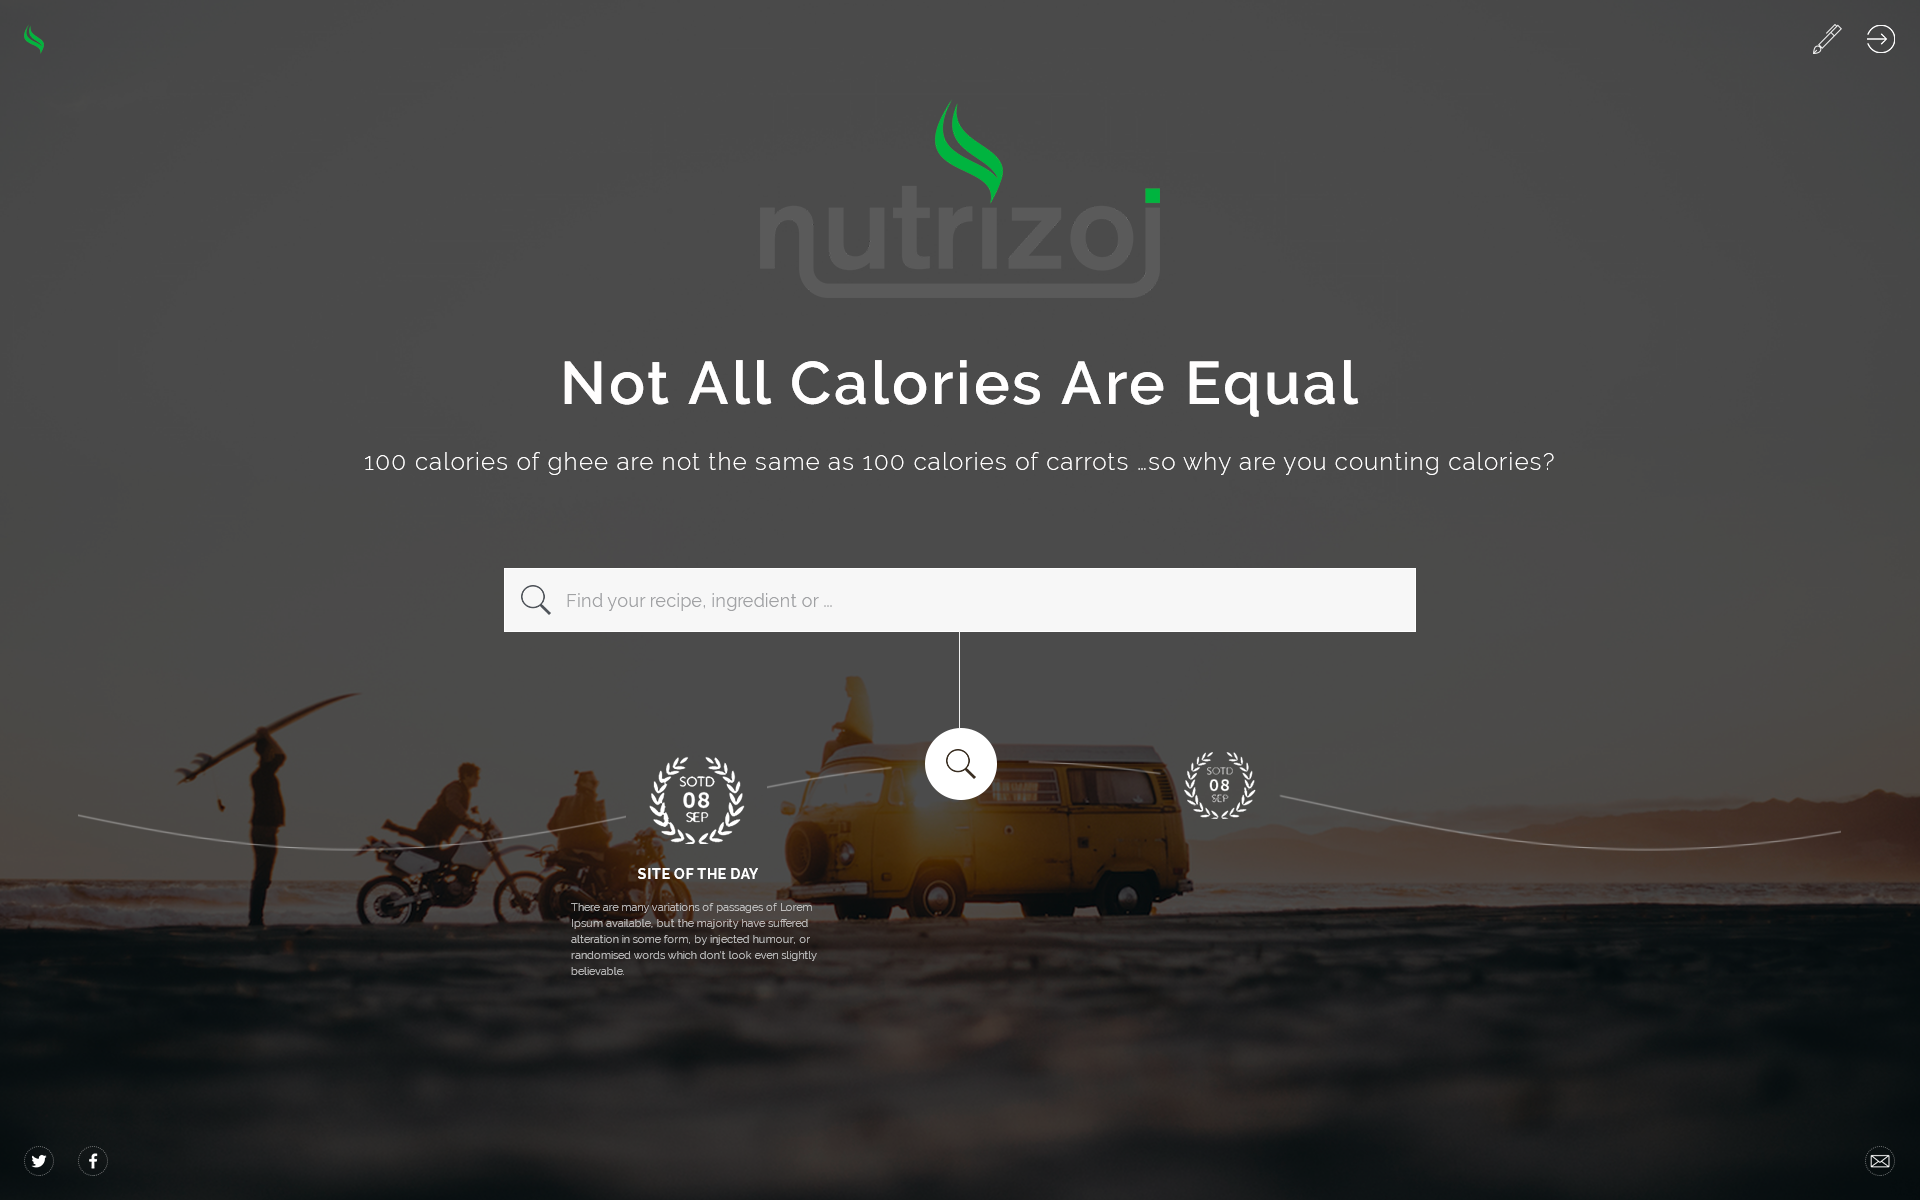 nutrizoj
Not All Calories Are Equal
100 calories of ghee are not the same as 100 calories of carrots ...so why are you counting calories?
Find your recipe, ingredient or ...
SOTD
08
SEP
SITE OF THE DAY
There are many variations of passages of Lorem
Ipsum available, but the majority have suffered
alteration in some form, by injected humour, or
randomised words which don't look even slightly
believable.
SOTD
08
SEP